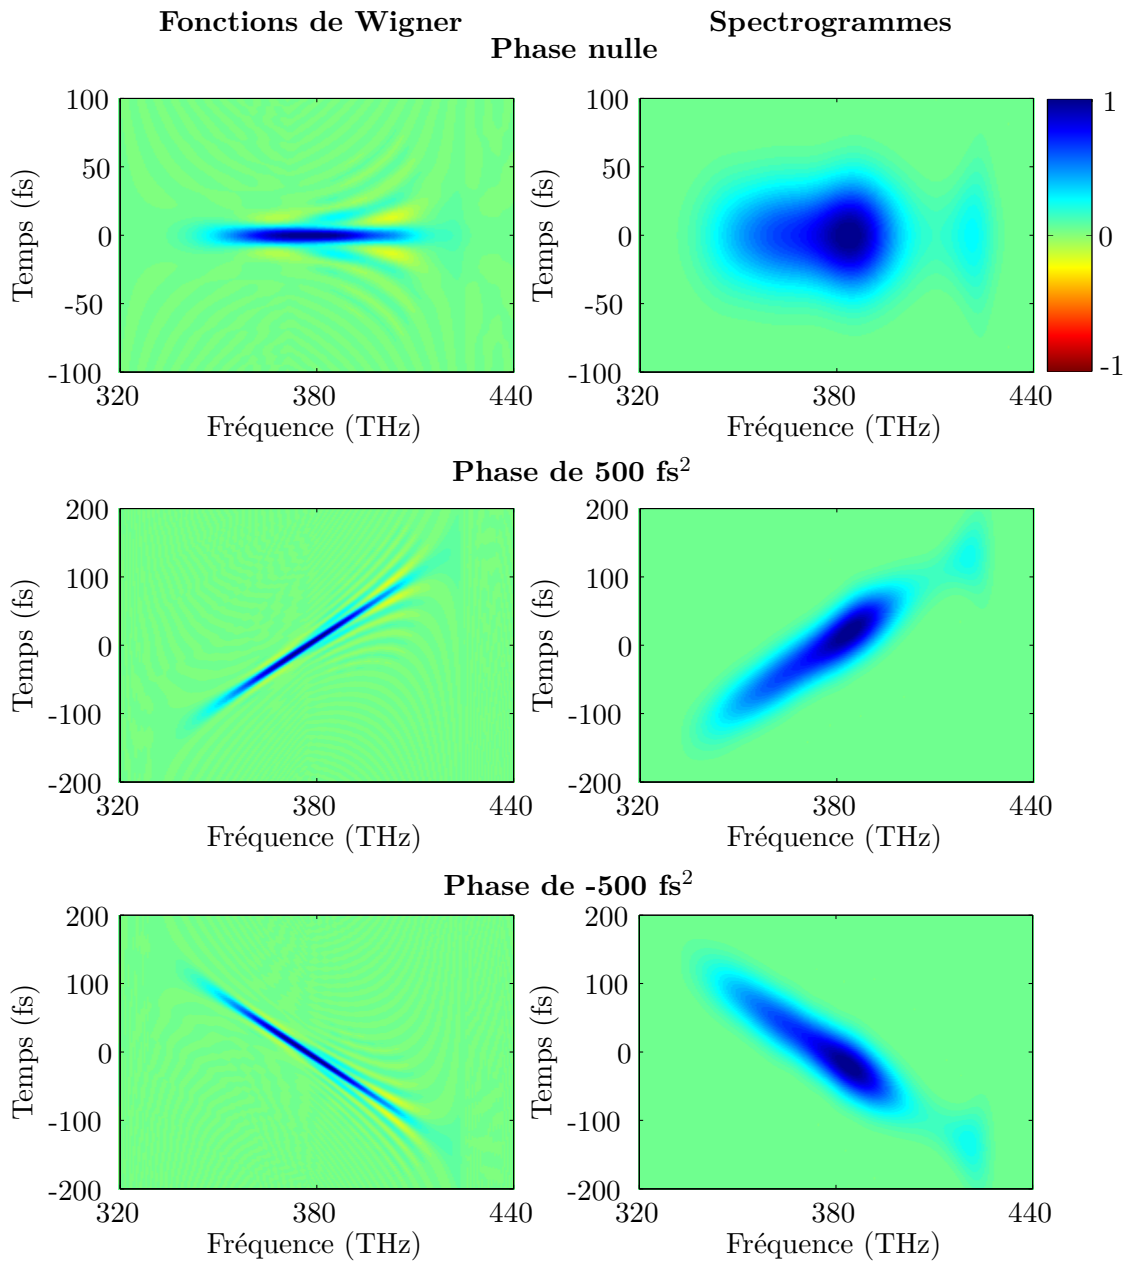 Fonctions de Wigner Spectrogrammes
Phase nulle
100 100 1
50 50
0 0 0
-50 -50
-100 -100 -1
Temps (fs) Temps (fs)
320 380 440 320 380 440
Fréquence (THz) Fréquence (THz)
Phase de 500 fs²
200 200
100 100
0 0
-100 -100
-200 -200
Temps (fs) Temps (fs)
320 380 440 320 380 440
Fréquence (THz) Fréquence (THz)
Phase de -500 fs²
200 200
100 100
0 0
-100 -100
-200 -200
Temps (fs) Temps (fs)
320 380 440 320 380 440
Fréquence (THz) Fréquence (THz)